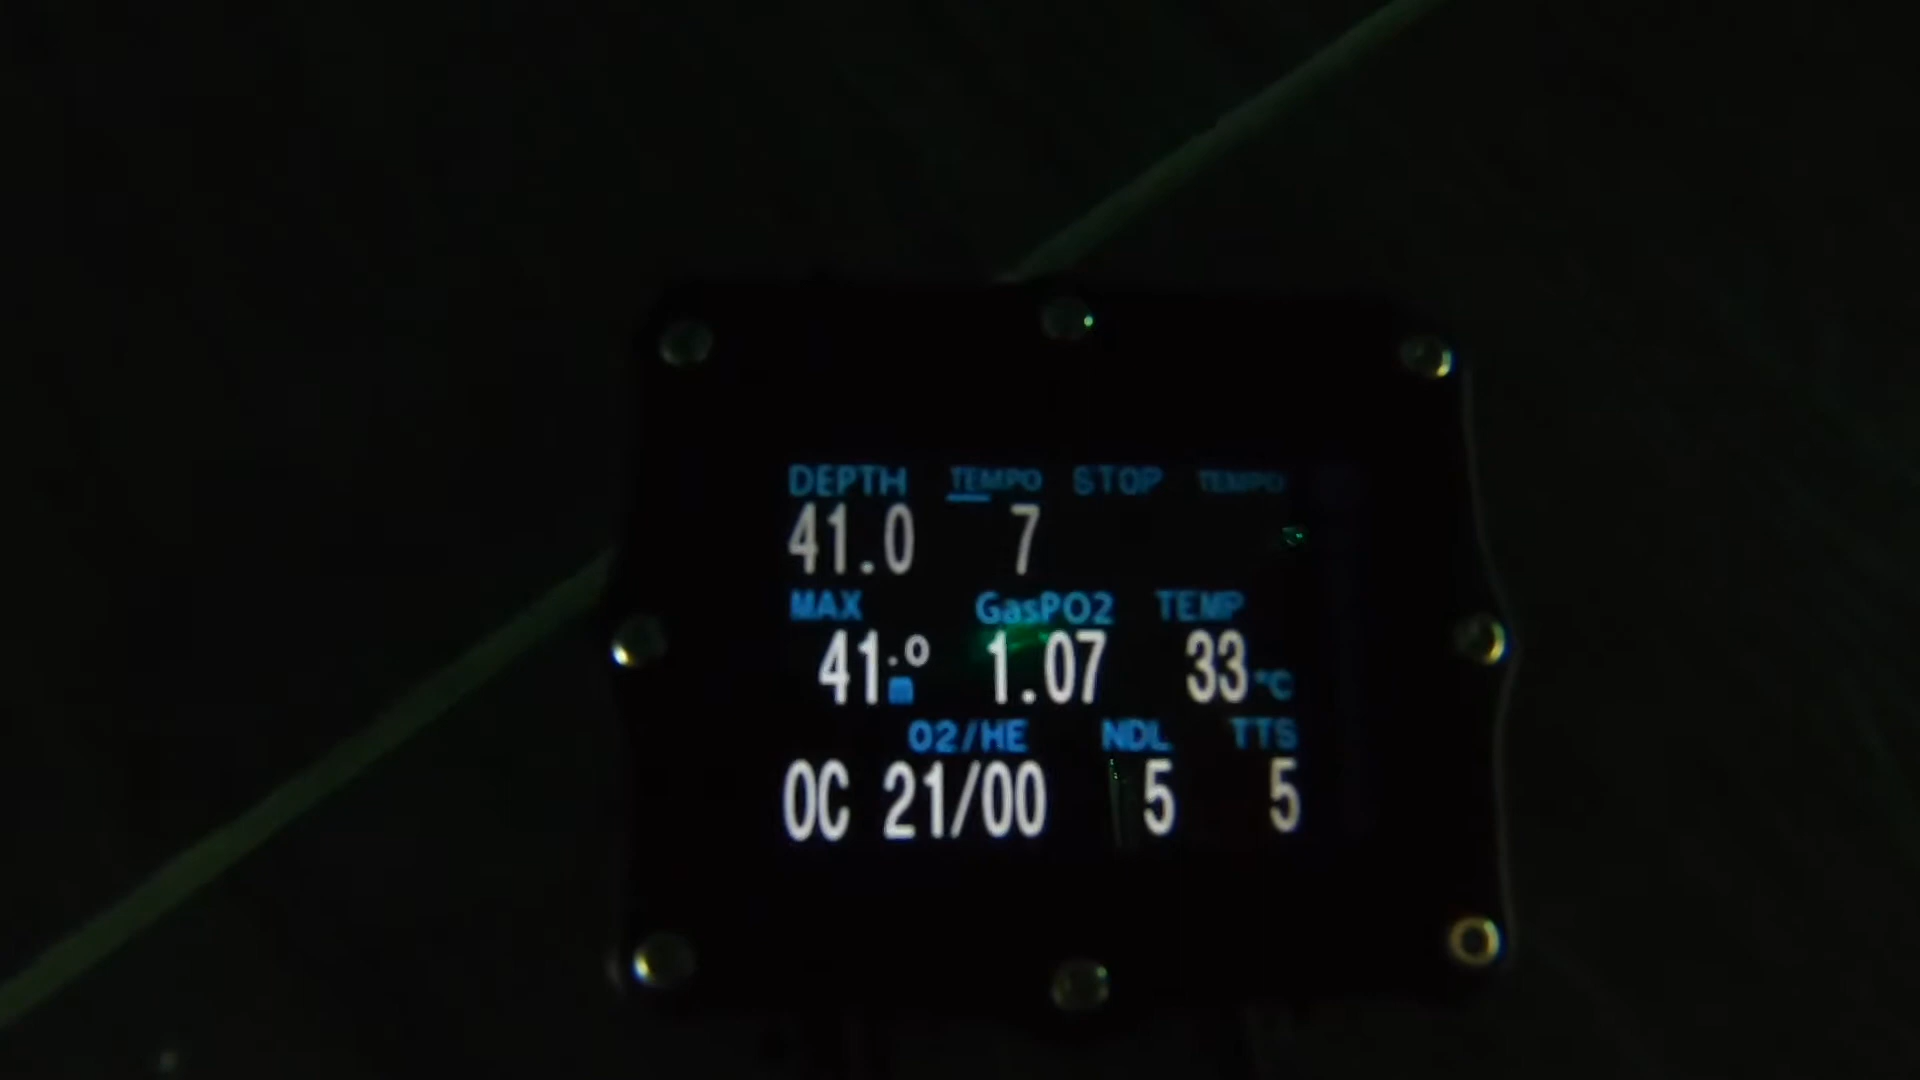 DEPTH TEMPO STOP TEMPO
41.0 7
MAX GasPO2 TEMP
41.0m 1.07 33°C
O2/HE NDL TTS
OC 21/00 5 5